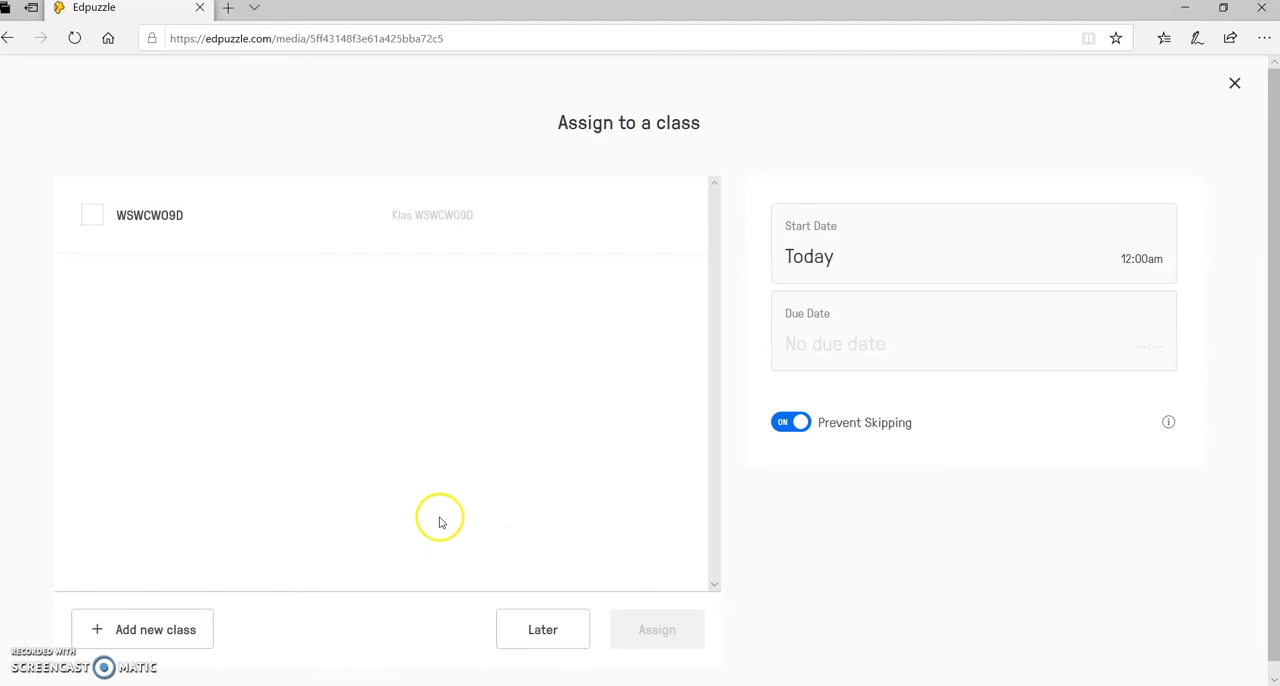 Edpuzzle
https://edpuzzle.com/media/5ff43148f3e61a425bba72c5
Assign to a class
WSWCWO9D
Klas WSWCWO9D
Start Date
Today
12:00am
Due Date
No due date
--:--
ON
Prevent Skipping
+ Add new class
Later
Assign
RECORDED WITH
SCREENCAST MATIC